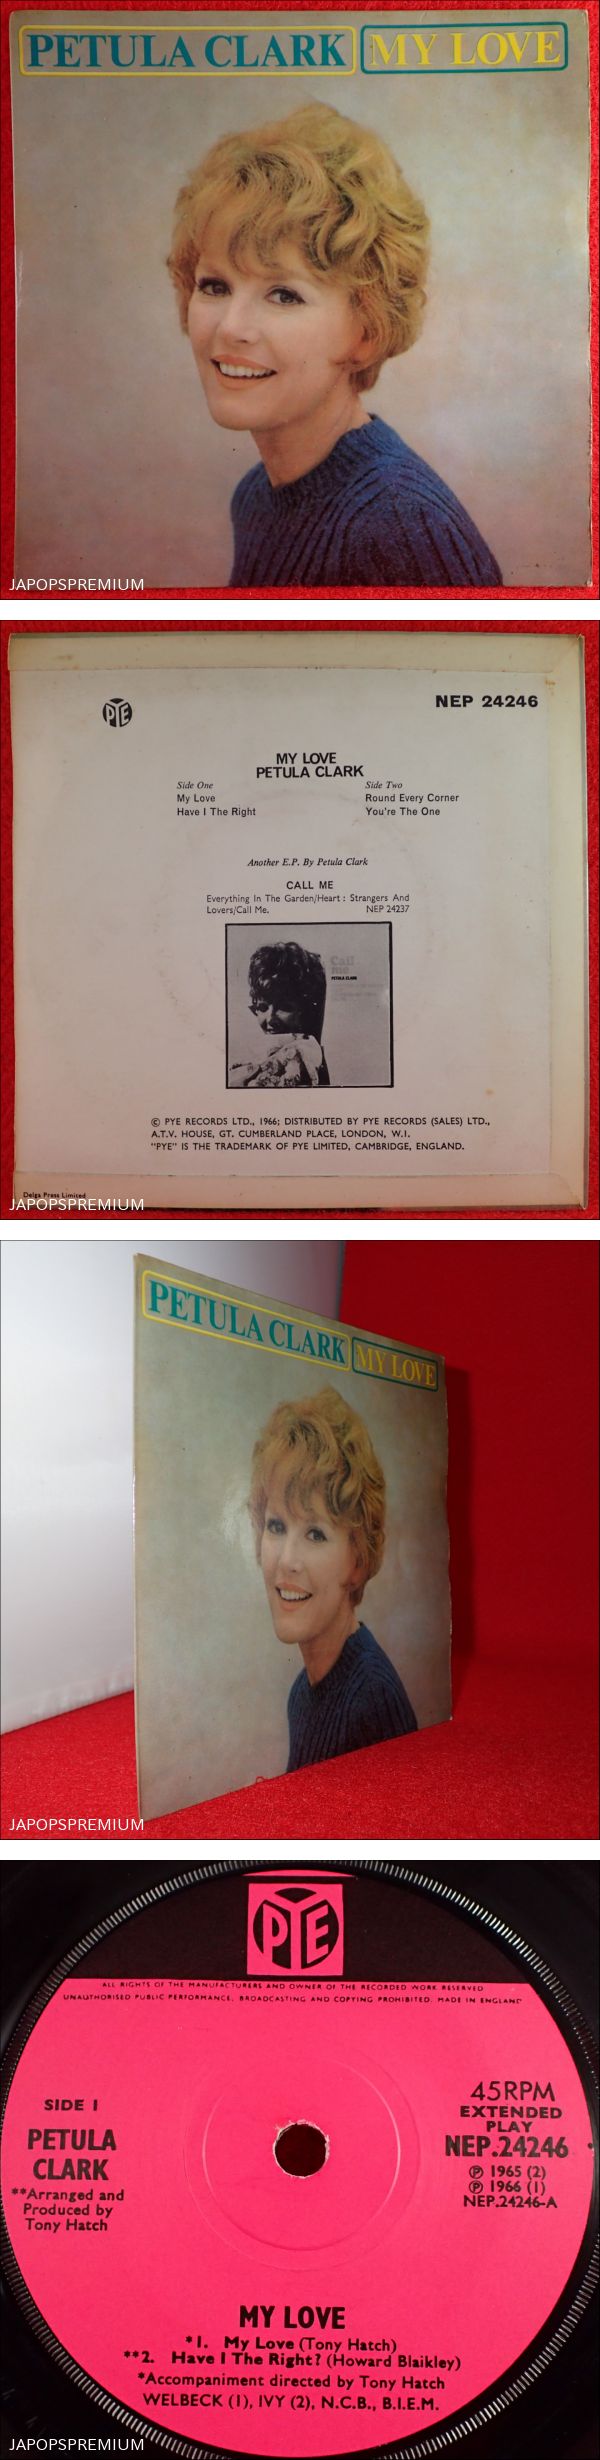 PETULA CLARK MY LOVE
JAPOPSPREMIUM
PYE
NEP 24246
MY LOVE
PETULA CLARK
Side One
My Love
Have I The Right
Side Two
Round Every Corner
You're The One
Another E.P. By Petula Clark
CALL ME
Everything In The Garden/Heart: Strangers And
Lovers/Call Me. NEP 24237
Call
me
PETULA CLARK
© PYE RECORDS LTD., 1966; DISTRIBUTED BY PYE RECORDS (SALES) LTD.,
A.T.V. HOUSE, GT. CUMBERLAND PLACE, LONDON, W.I.
"PYE" IS THE TRADEMARK OF PYE LIMITED, CAMBRIDGE, ENGLAND.
Delga Press Limited
JAPOPSPREMIUM
PETULA CLARK MY LOVE
JAPOPSPREMIUM
PYE
ALL RIGHTS OF THE MANUFACTURERS AND OWNER OF THE RECORDED WORK RESERVED
UNAUTHORISED PUBLIC PERFORMANCE, BROADCASTING AND COPYING PROHIBITED. MADE IN ENGLAND
SIDE 1
PETULA
CLARK
**Arranged and
Produced by
Tony Hatch
45RPM
EXTENDED
PLAY
NEP.24246
Ⓟ 1965 (2)
Ⓟ 1966 (1)
NEP.24246-A
MY LOVE
*1. My Love (Tony Hatch)
**2. Have I The Right? (Howard Blaikley)
*Accompaniment directed by Tony Hatch
WELBECK (1), IVY (2), N.C.B., B.I.E.M.
JAPOPSPREMIUM